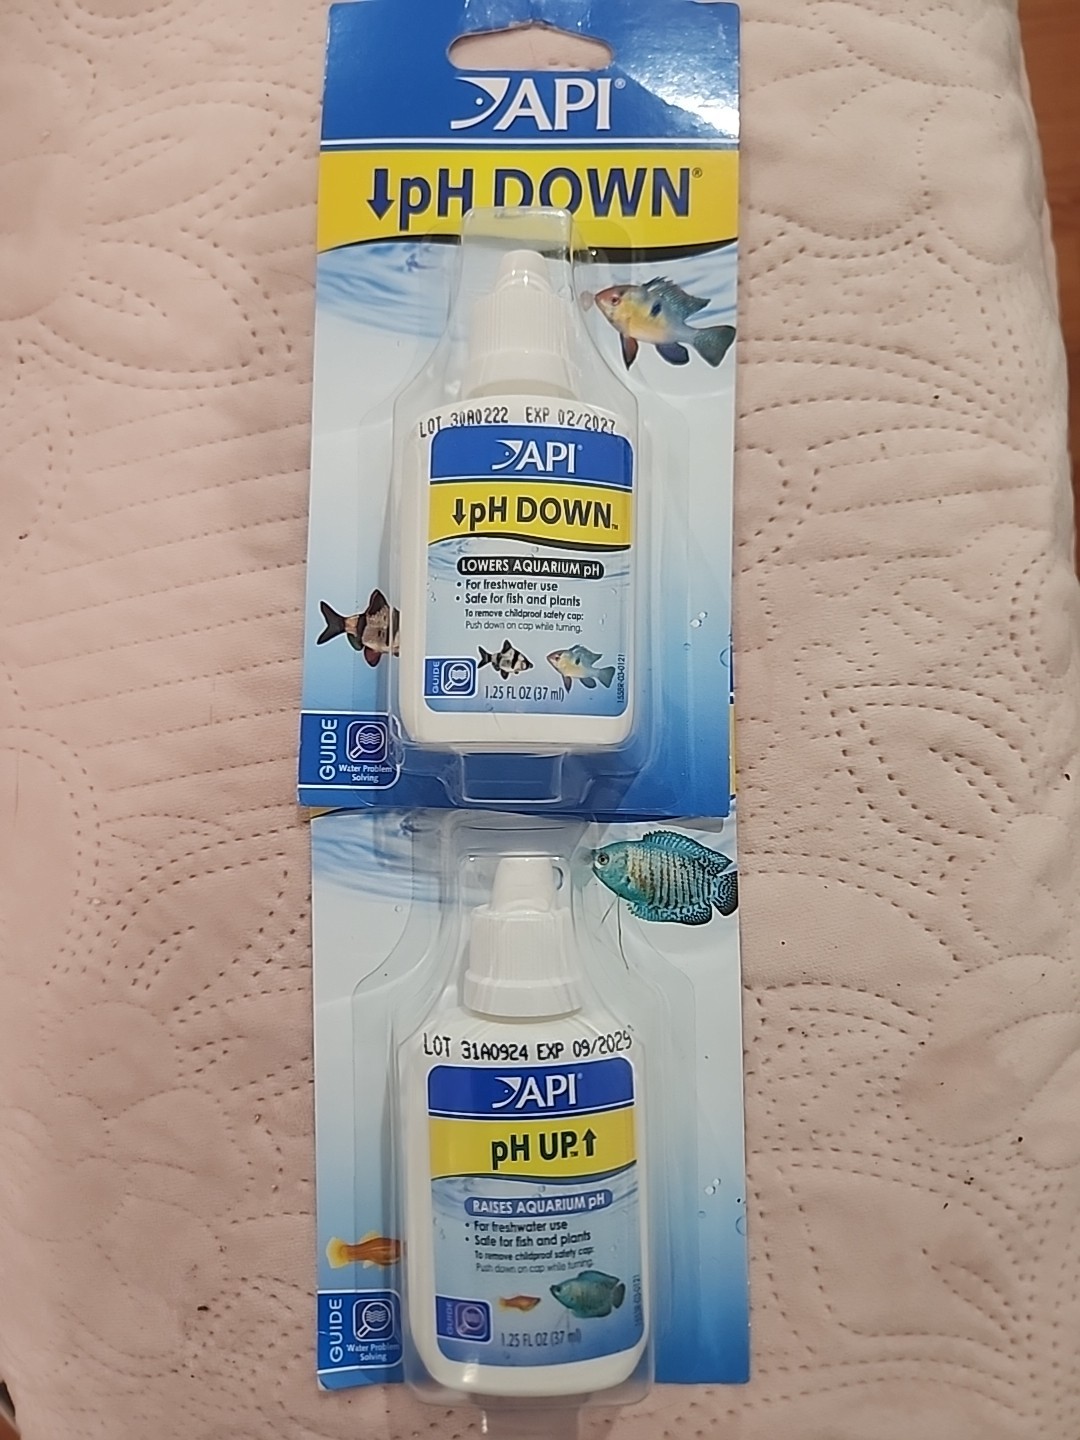 API®
↓pH DOWN®
LOT 30A0222 EXP 02/2027
API®
↓pH DOWN™
LOWERS AQUARIUM pH
• For freshwater use
• Safe for fish and plants
To remove childproof safety cap:
Push down on cap while turning.
GUIDE
1.25 FL OZ (37 ml)
GUIDE
Water Problem
Solving
LOT 31A0924 EXP 09/2029
API®
pH UP™↑
RAISES AQUARIUM pH
• For freshwater use
• Safe for fish and plants
To remove childproof safety cap:
Push down on cap while turning.
GUIDE
1.25 FL OZ (37 ml)
GUIDE
Water Problem
Solving